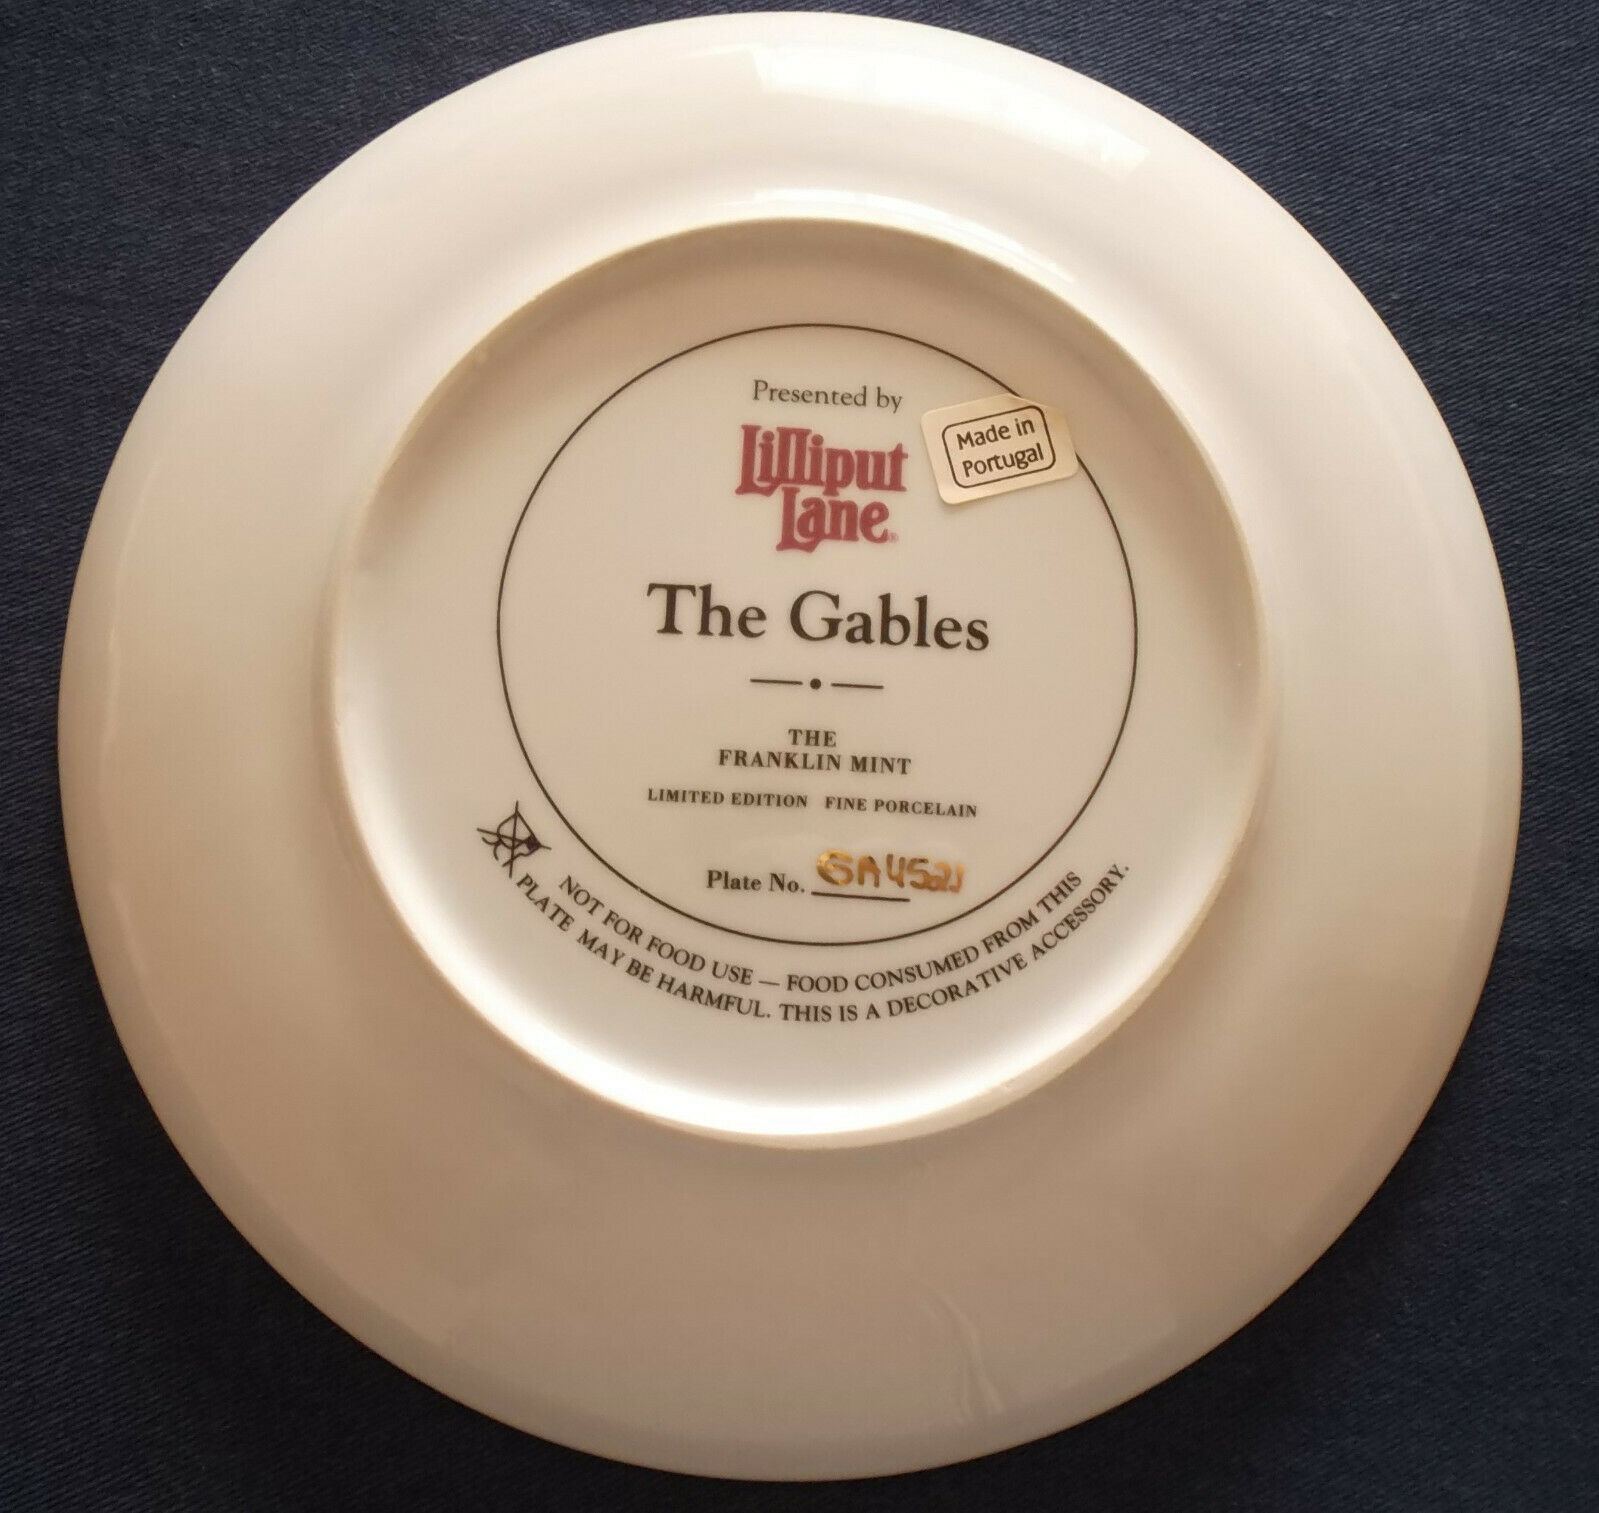 Presented by
Lilliput
Lane®
Made in
Portugal
The Gables
THE
FRANKLIN MINT
LIMITED EDITION FINE PORCELAIN
Plate No. GA4521
NOT FOR FOOD USE — FOOD CONSUMED FROM THIS
PLATE MAY BE HARMFUL. THIS IS A DECORATIVE ACCESSORY.